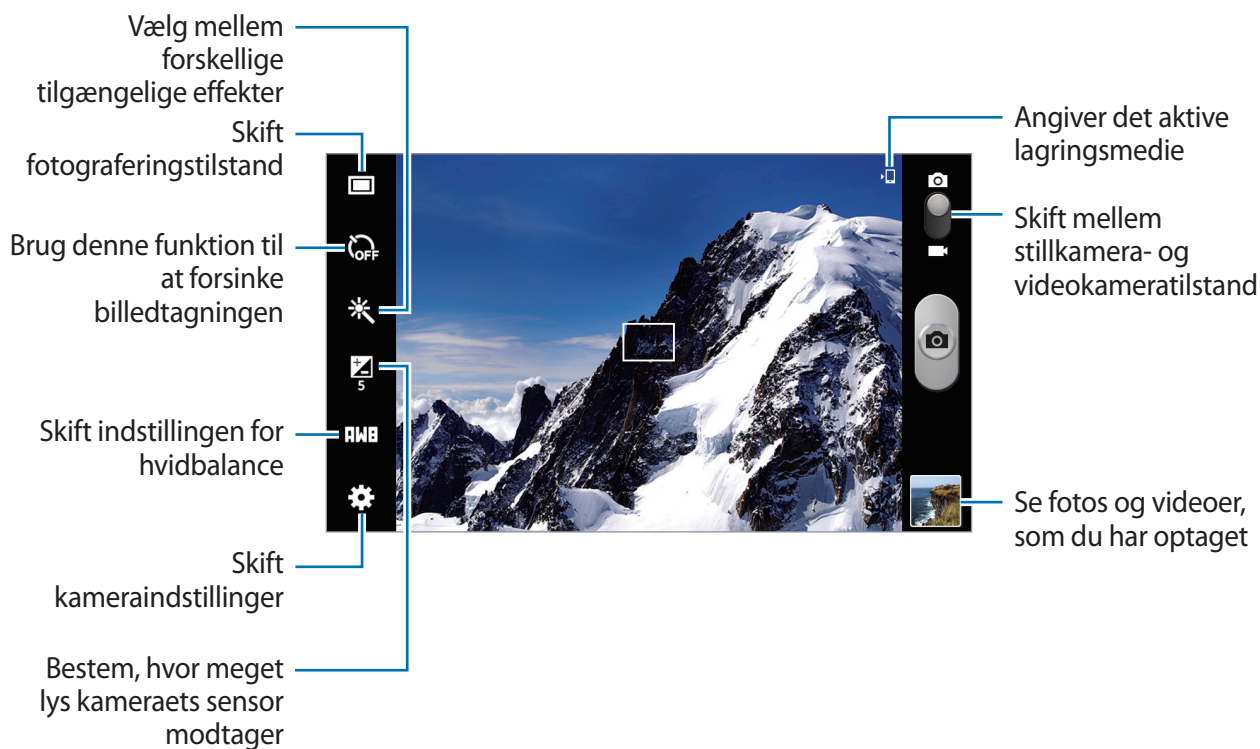 Vælg mellem
forskellige
tilgængelige effekter
Skift
fotograferingstilstand
Brug denne funktion til
at forsinke
billedtagningen
Skift indstillingen for
hvidbalance
Skift
kameraindstillinger
Bestem, hvor meget
lys kameraets sensor
modtager
OFF
5
AWB
Angiver det aktive
lagringsmedie
Skift mellem
stillkamera- og
videokameratilstand
Se fotos og videoer,
som du har optaget